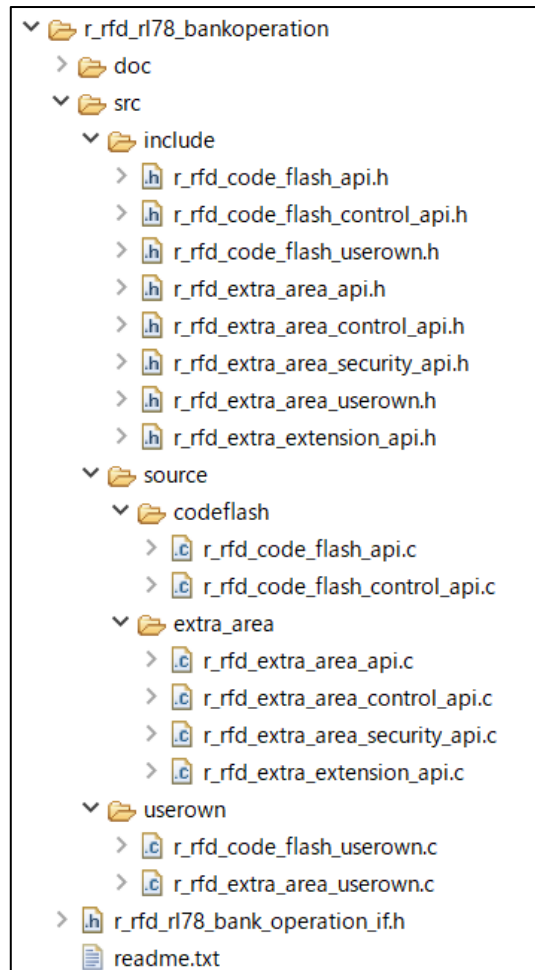 r_rfd_rl78_bankoperation
doc
src
include
.h r_rfd_code_flash_api.h
.h r_rfd_code_flash_control_api.h
.h r_rfd_code_flash_userown.h
.h r_rfd_extra_area_api.h
.h r_rfd_extra_area_control_api.h
.h r_rfd_extra_area_security_api.h
.h r_rfd_extra_area_userown.h
.h r_rfd_extra_extension_api.h
source
codeflash
.c r_rfd_code_flash_api.c
.c r_rfd_code_flash_control_api.c
extra_area
.c r_rfd_extra_area_api.c
.c r_rfd_extra_area_control_api.c
.c r_rfd_extra_area_security_api.c
.c r_rfd_extra_extension_api.c
userown
.c r_rfd_code_flash_userown.c
.c r_rfd_extra_area_userown.c
.h r_rfd_rl78_bank_operation_if.h
readme.txt